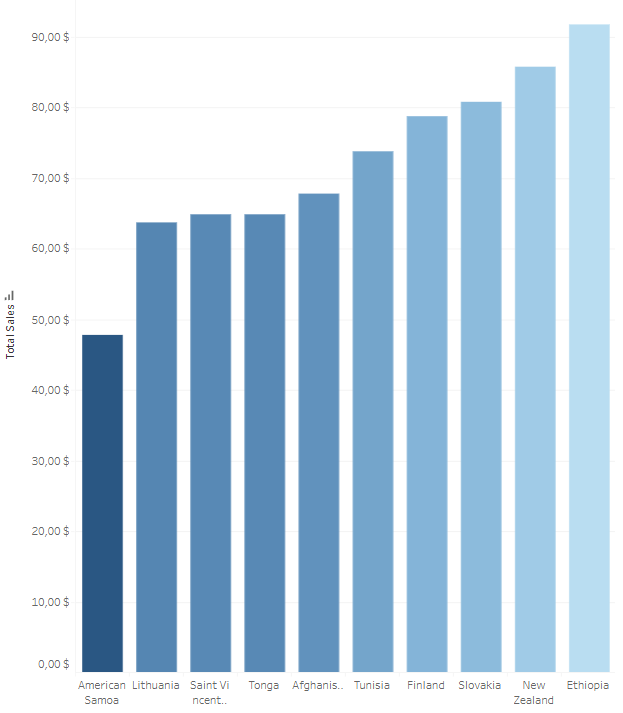 90,00 $
80,00 $
70,00 $
60,00 $
50,00 $
40,00 $
30,00 $
20,00 $
10,00 $
0,00 $
Total Sales
American
Samoa
Lithuania
Saint Vi
ncent..
Tonga
Afghanis..
Tunisia
Finland
Slovakia
New
Zealand
Ethiopia